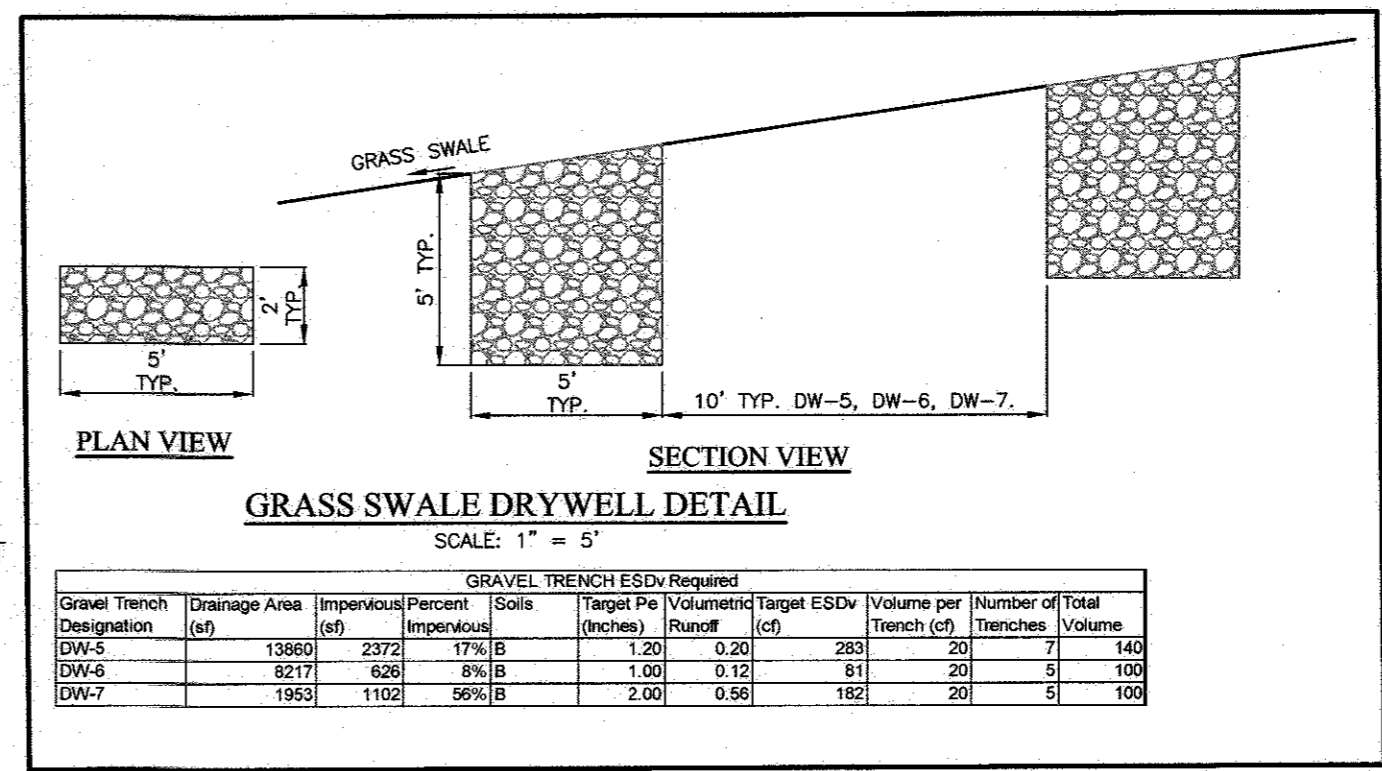 GRASS SWALE
5' TYP.
2'
TYP.
5'
TYP.
5'
TYP.
10' TYP. DW-5, DW-6, DW-7.
PLAN VIEW
SECTION VIEW
GRASS SWALE DRYWELL DETAIL
SCALE: 1" = 5'
GRAVEL TRENCH ESDv Required
Gravel Trench Designation Drainage Area (sf) Impervious (sf) Percent Impervious Soils Target Pe (Inches) Volumetric Runoff Target ESDv (cf) Volume per Trench (cf) Number of Trenches Total Volume
DW-5 13860 2372 17% B 1.20 0.20 283 20 7 140
DW-6 8217 626 8% B 1.00 0.12 81 20 5 100
DW-7 1953 1102 56% B 2.00 0.56 182 20 5 100